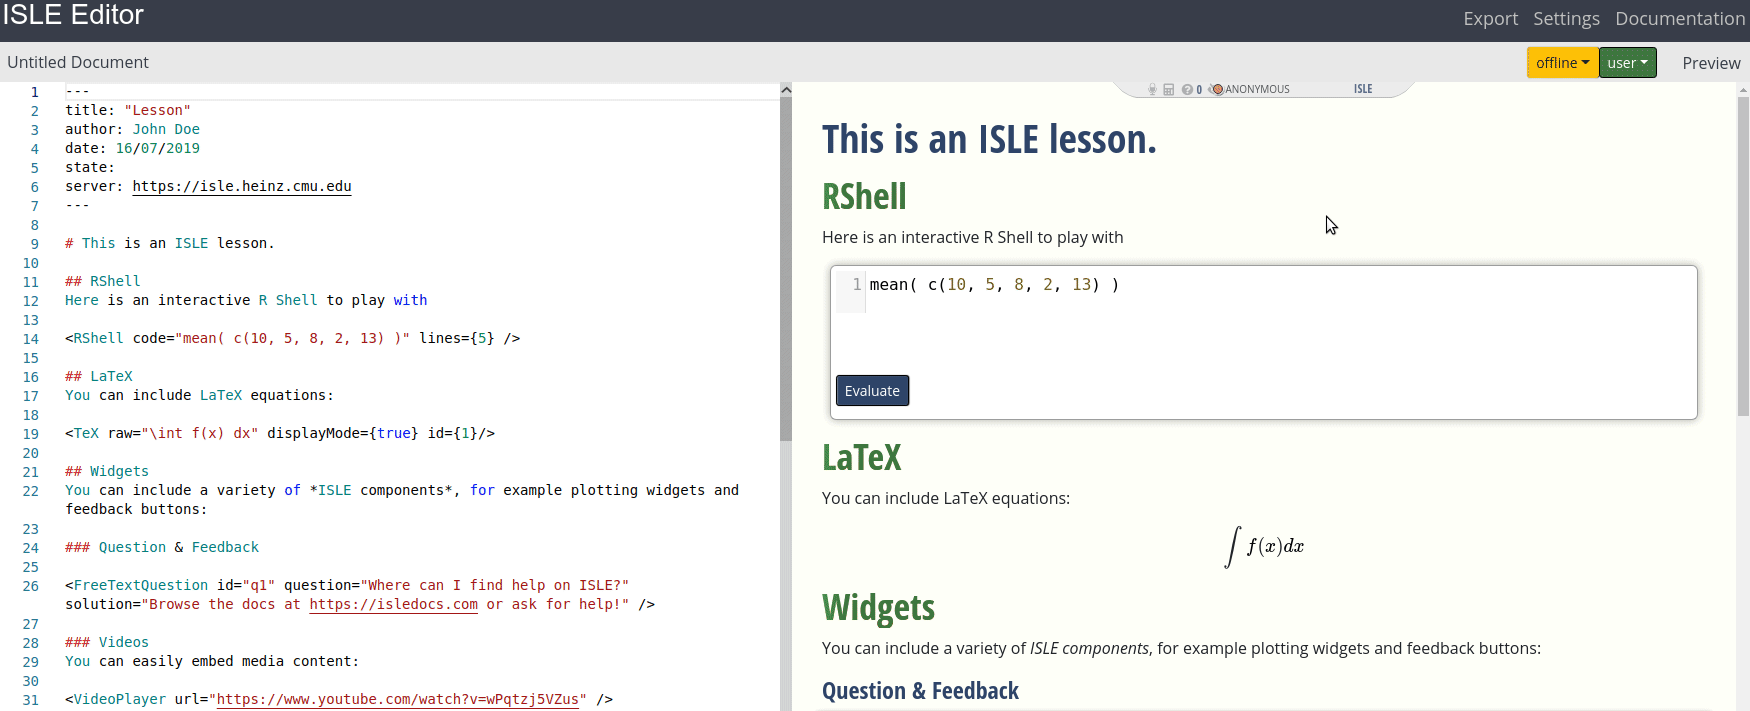 ISLE Editor
Export Settings Documentation
Untitled Document
offline user Preview
1 ---
2 title: "Lesson"
3 author: John Doe
4 date: 16/07/2019
5 state:
6 server: https://isle.heinz.cmu.edu
7 ---
8
9 # This is an ISLE lesson.
10
11 ## RShell
12 Here is an interactive R Shell to play with
13
14 <RShell code="mean( c(10, 5, 8, 2, 13) )" lines={5} />
15
16 ## LaTeX
17 You can include LaTeX equations:
18
19 <TeX raw="\int f(x) dx" displayMode={true} id={1}/>
20
21 ## Widgets
22 You can include a variety of *ISLE components*, for example plotting widgets and
feedback buttons:
23
24 ### Question & Feedback
25
26 <FreeTextQuestion id="q1" question="Where can I find help on ISLE?"
solution="Browse the docs at https://isledocs.com or ask for help!" />
27
28 ### Videos
29 You can easily embed media content:
30
31 <VideoPlayer url="https://www.youtube.com/watch?v=wPqtzj5VZus" />
0 ANONYMOUS ISLE
This is an ISLE lesson.
RShell
Here is an interactive R Shell to play with
1 mean( c(10, 5, 8, 2, 13) )
Evaluate
LaTeX
You can include LaTeX equations:
∫ f(x)dx
Widgets
You can include a variety of ISLE components, for example plotting widgets and feedback buttons:
Question & Feedback